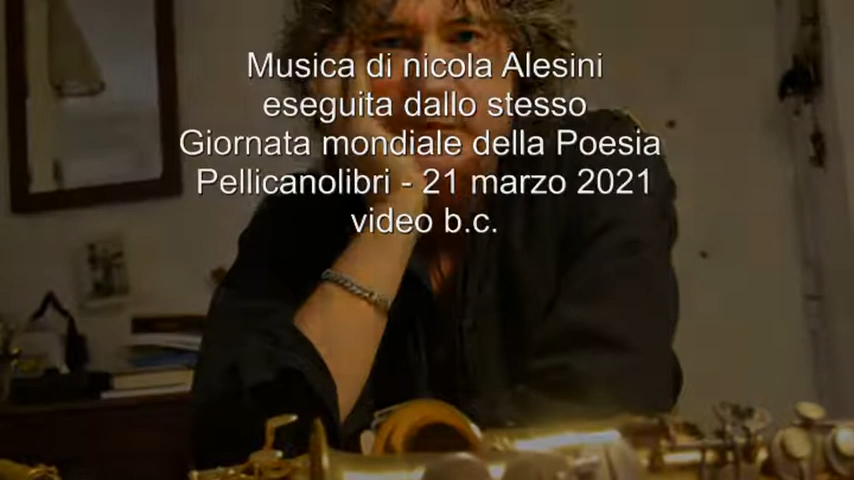 Musica di nicola Alesini
eseguita dallo stesso
Giornata mondiale della Poesia
Pellicanolibri - 21 marzo 2021
video b.c.